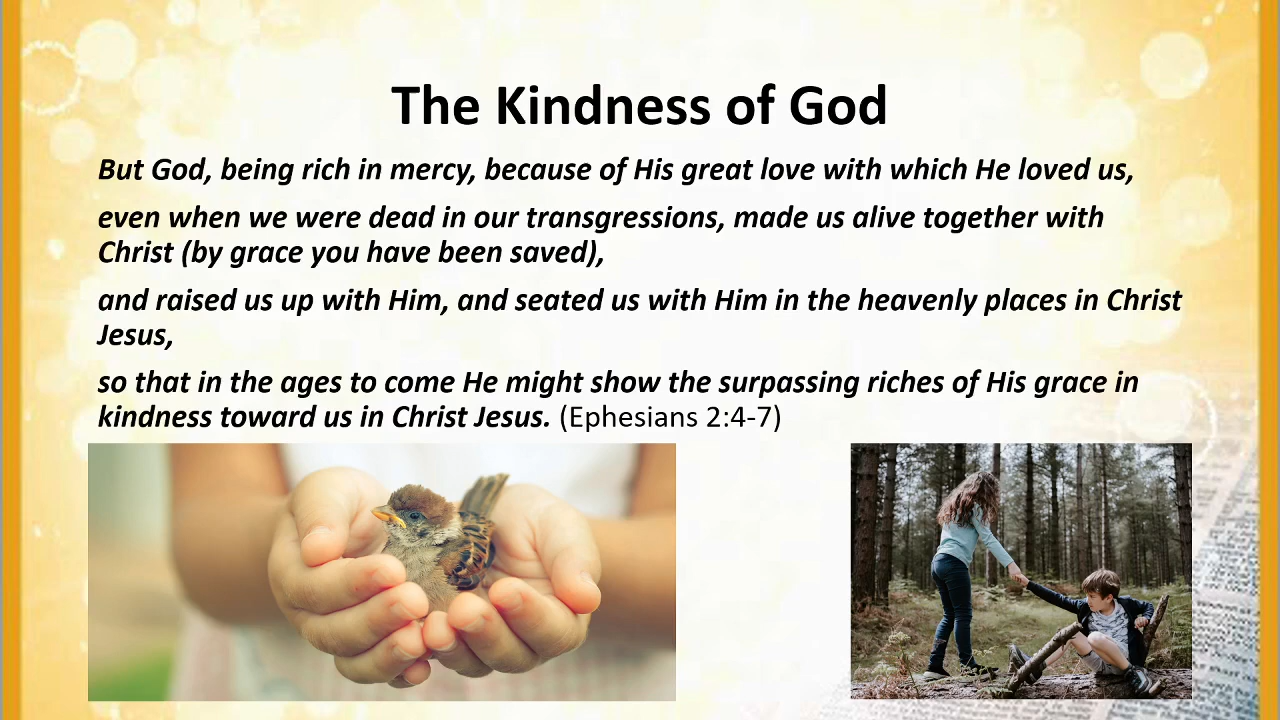 The Kindness of God
But God, being rich in mercy, because of His great love with which He loved us,
even when we were dead in our transgressions, made us alive together with
Christ (by grace you have been saved),
and raised us up with Him, and seated us with Him in the heavenly places in Christ
Jesus,
so that in the ages to come He might show the surpassing riches of His grace in
kindness toward us in Christ Jesus. (Ephesians 2:4-7)